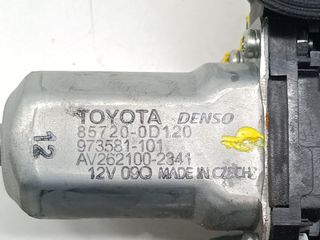 TOYOTA DENSO
85720-0D120
973581-101
AV262100-2341
12V 09Q MADE IN CZECH
12